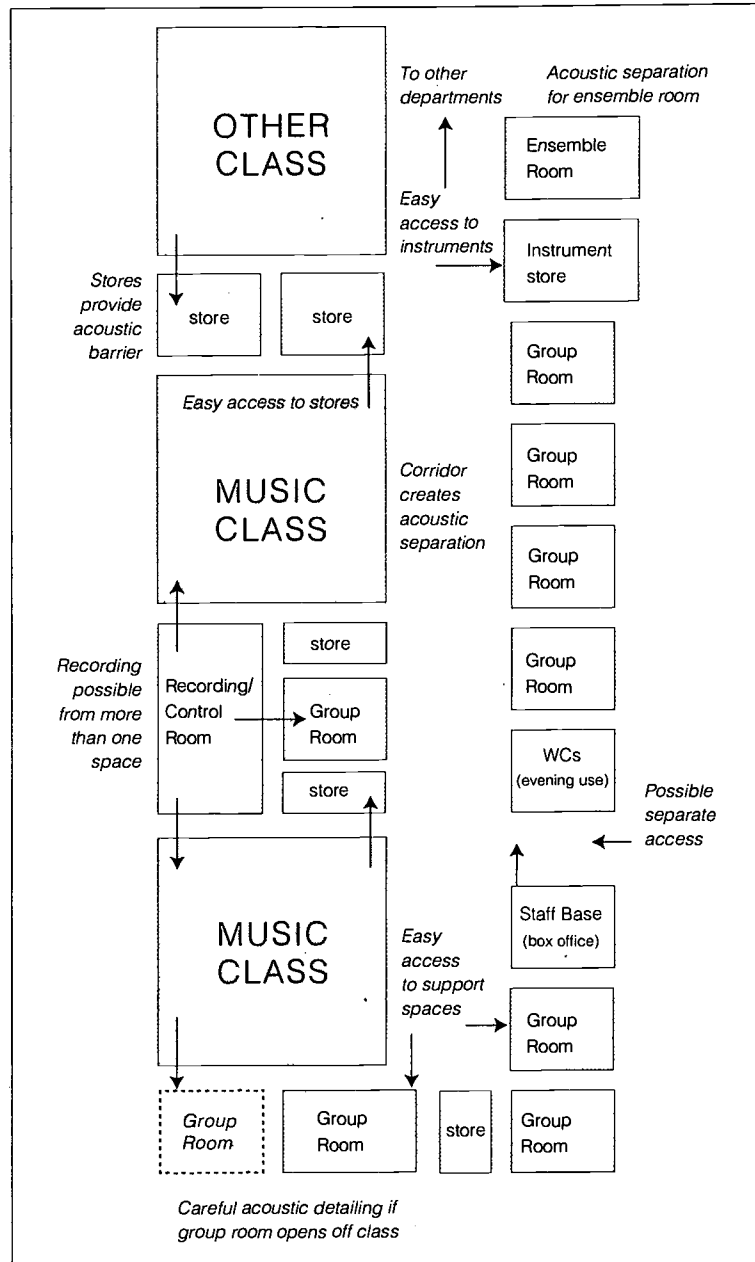 To other
departments
Acoustic separation
for ensemble room
OTHER
CLASS
Ensemble
Room
Easy
access to
instruments
Instrument
store
Stores
provide
acoustic
barrier
store
store
Group
Room
Easy access to stores
MUSIC
CLASS
Corridor
creates
acoustic
separation
Group
Room
Group
Room
Recording
possible
from more
than one
space
Recording/
Control
Room
store
Group
Room
store
Group
Room
WCs
(evening use)
Possible
separate
access
MUSIC
CLASS
Easy
access
to support
spaces
Staff Base
(box office)
Group
Room
Group
Room
Group
Room
store
Group
Room
Careful acoustic detailing if
group room opens off class